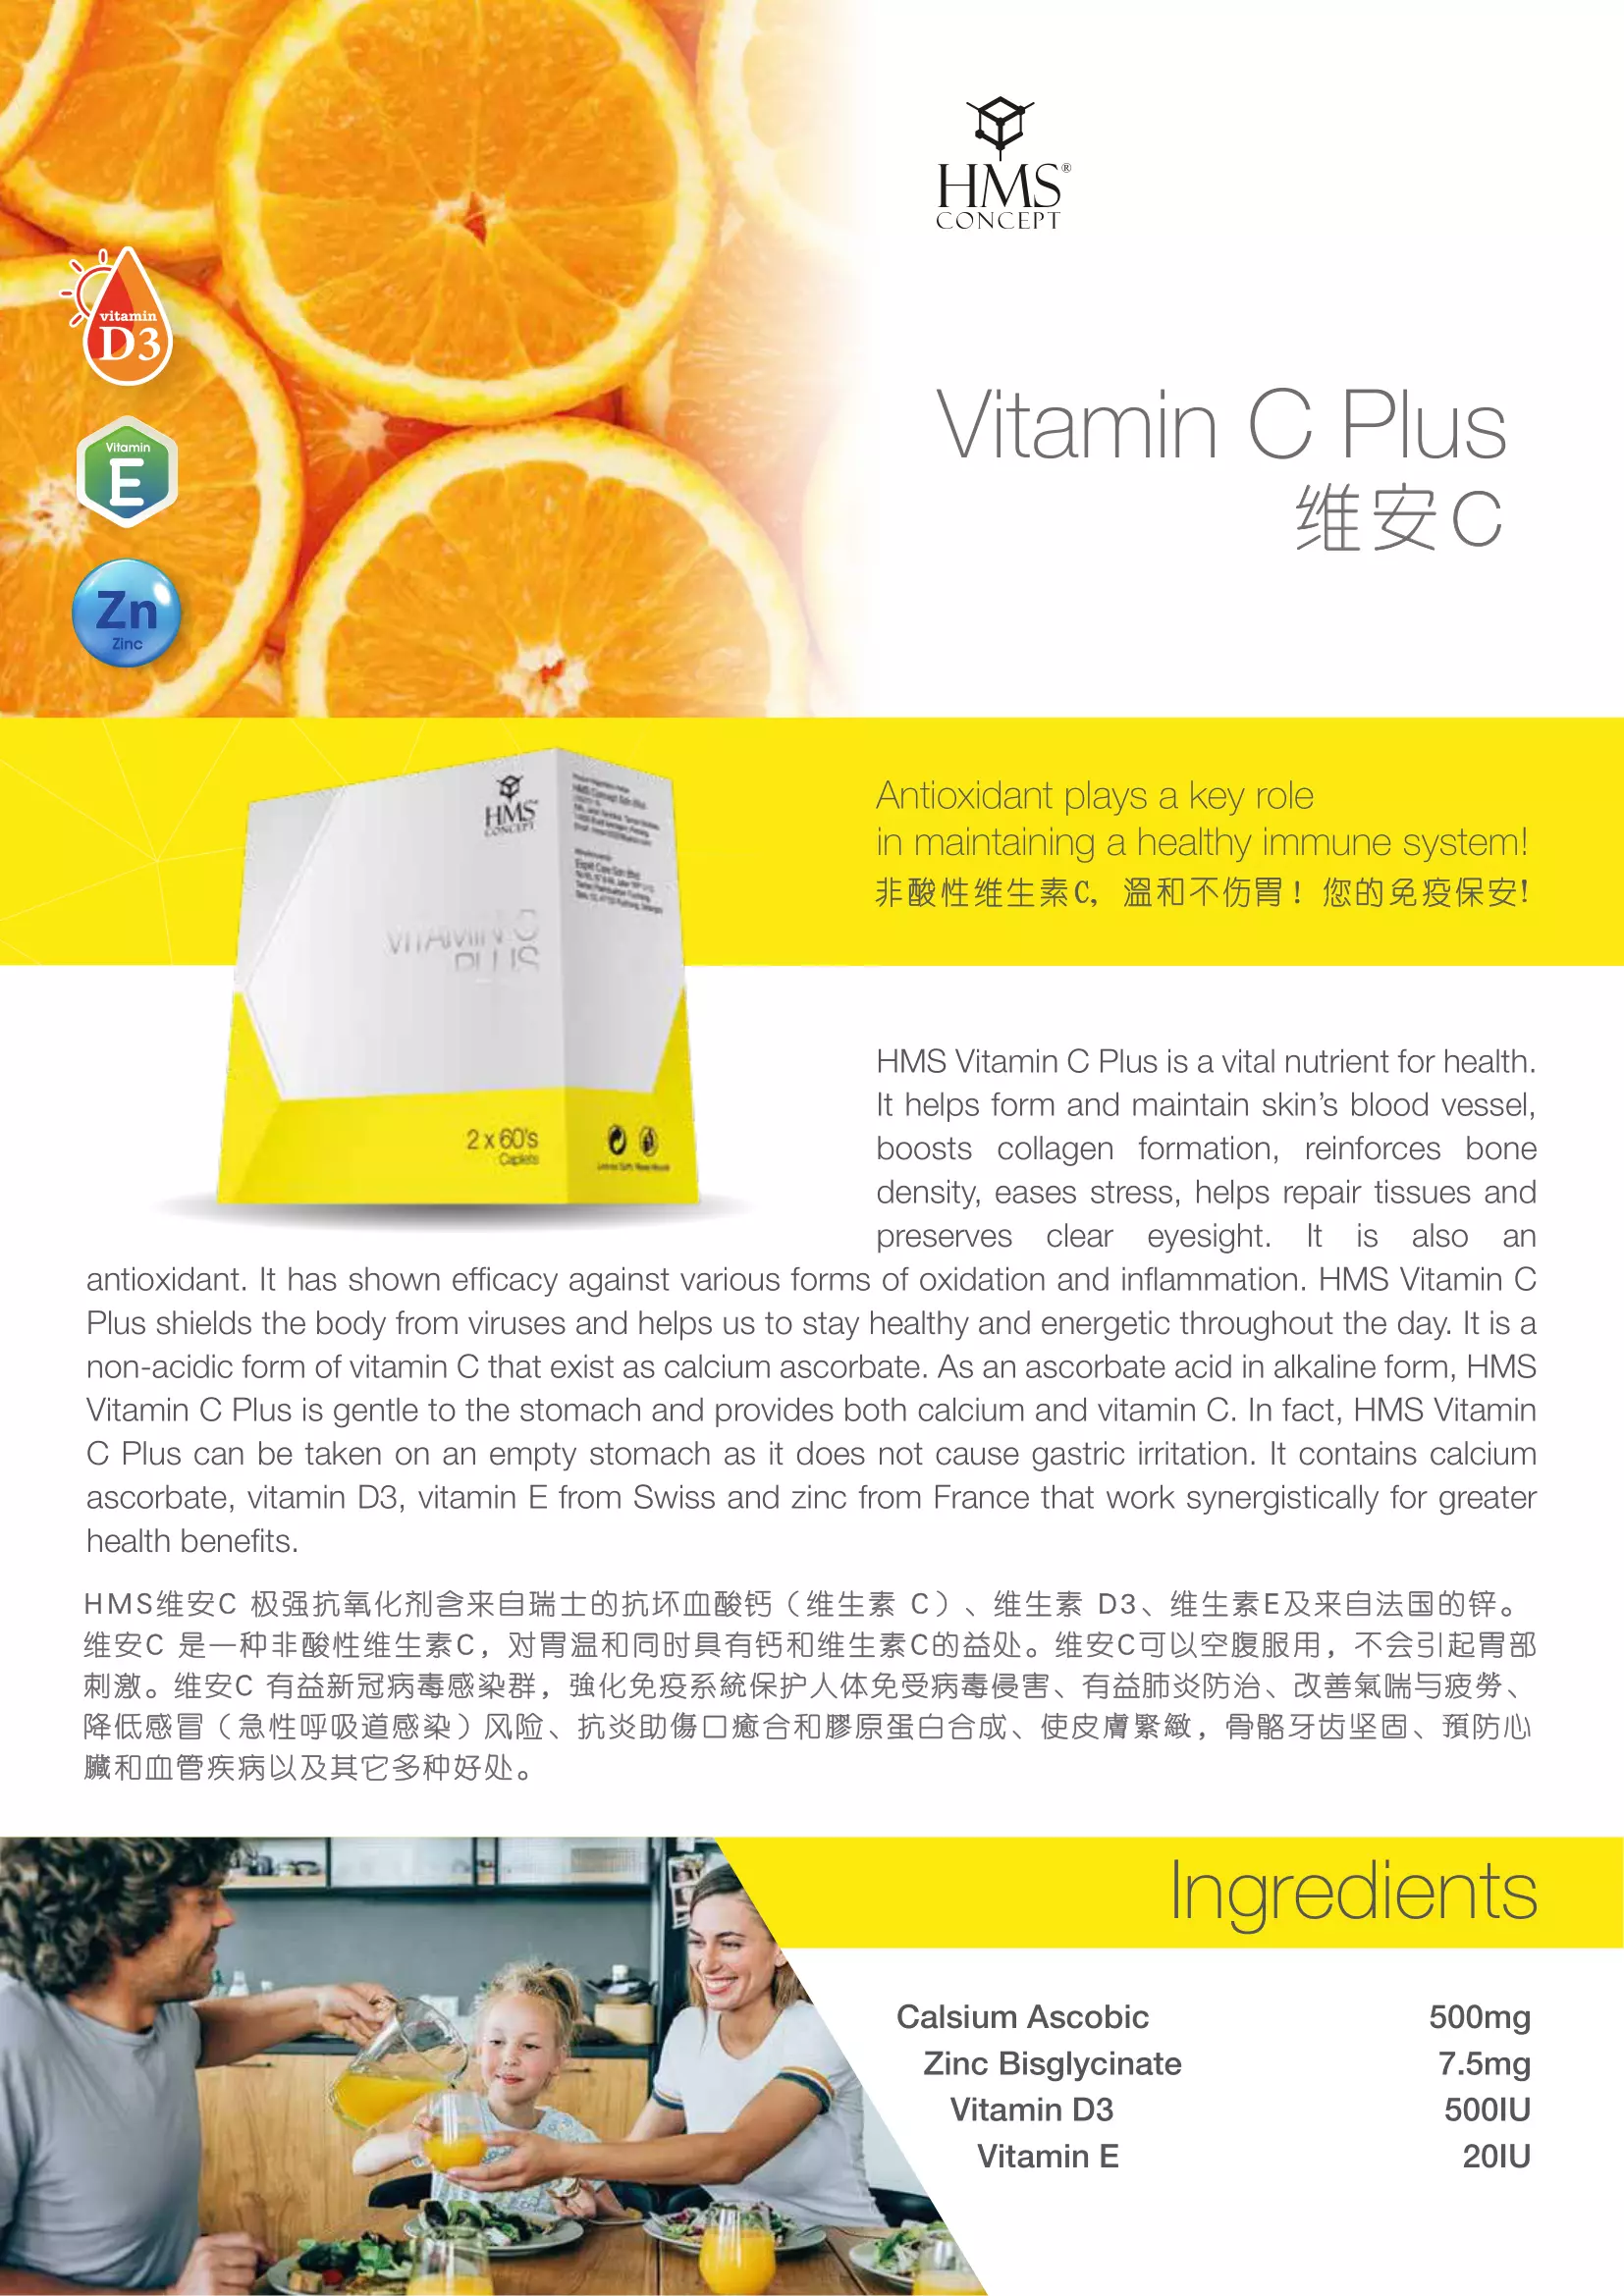 HMS®
CONCEPT
vitamin
D3
Vitamin
E
Zn
Zinc
Vitamin C Plus
维安C
HMS
CONCEPT
VITAMIN C
PLUS
2 x 60's
Caplets
Antioxidant plays a key role
in maintaining a healthy immune system!
非酸性维生素C，溫和不伤胃！您的免疫保安!
HMS Vitamin C Plus is a vital nutrient for health.
It helps form and maintain skin's blood vessel,
boosts collagen formation, reinforces bone
density, eases stress, helps repair tissues and
preserves clear eyesight. It is also an
antioxidant. It has shown efficacy against various forms of oxidation and inflammation. HMS Vitamin C
Plus shields the body from viruses and helps us to stay healthy and energetic throughout the day. It is a
non-acidic form of vitamin C that exist as calcium ascorbate. As an ascorbate acid in alkaline form, HMS
Vitamin C Plus is gentle to the stomach and provides both calcium and vitamin C. In fact, HMS Vitamin
C Plus can be taken on an empty stomach as it does not cause gastric irritation. It contains calcium
ascorbate, vitamin D3, vitamin E from Swiss and zinc from France that work synergistically for greater
health benefits.
HMS维安C 极强抗氧化剂含来自瑞士的抗坏血酸钙（维生素 C）、维生素 D3、维生素E及来自法国的锌。
维安C 是一种非酸性维生素C，对胃温和同时具有钙和维生素C的益处。维安C可以空腹服用，不会引起胃部
刺激。维安C 有益新冠病毒感染群，強化免疫系統保护人体免受病毒侵害、有益肺炎防治、改善氣喘与疲勞、
降低感冒（急性呼吸道感染）风险、抗炎助傷口癒合和膠原蛋白合成、使皮膚緊緻，骨骼牙齿坚固、預防心
臟和血管疾病以及其它多种好处。
Ingredients
Calsium Ascobic 500mg
Zinc Bisglycinate 7.5mg
Vitamin D3 500IU
Vitamin E 20IU